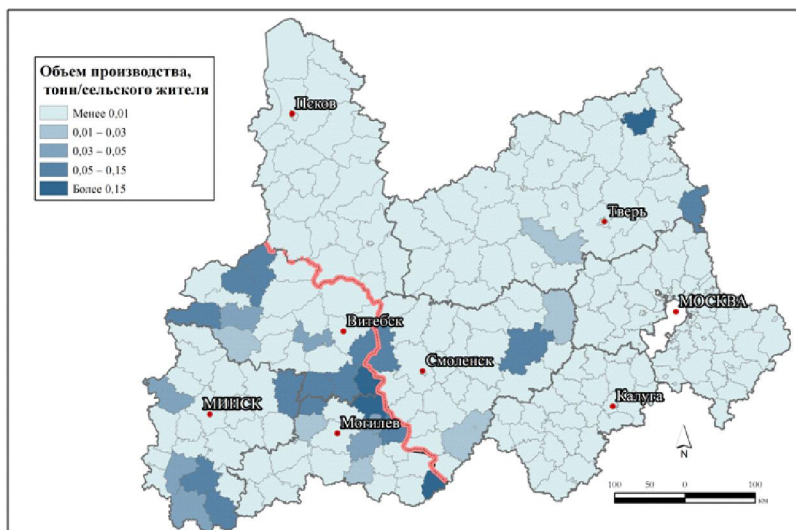 Объем производства,
тонн/сельского жителя
Менее 0,01
0,01 – 0,03
0,03 – 0,05
0,05 – 0,15
Более 0,15
Псков
Тверь
МОСКВА
Витебск
Смоленск
Калуга
МИНСК
Могилев
N
100 50 0 100
км